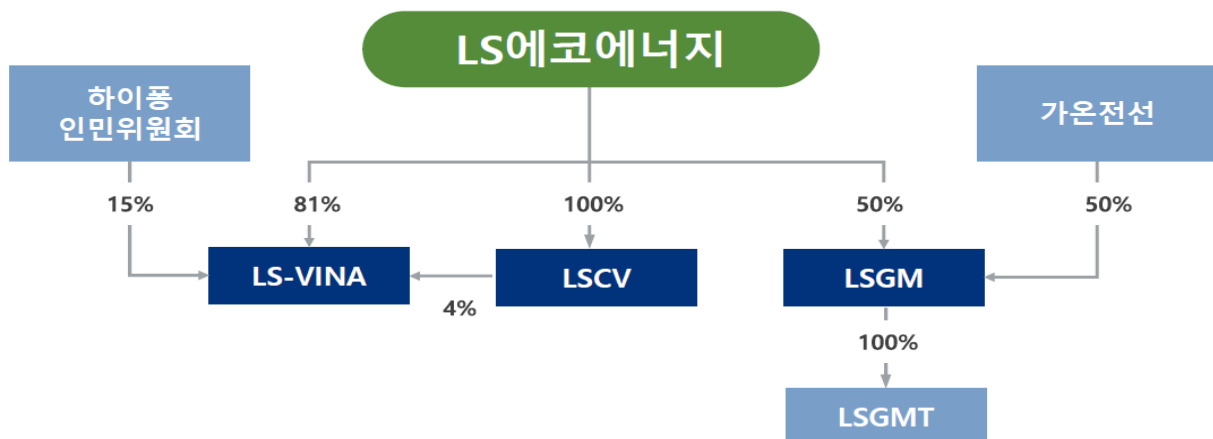 LS에코에너지
하이퐁
인민위원회
가온전선
15%
81%
100%
50%
50%
LS-VINA
LSCV
LSGM
4%
100%
LSGMT